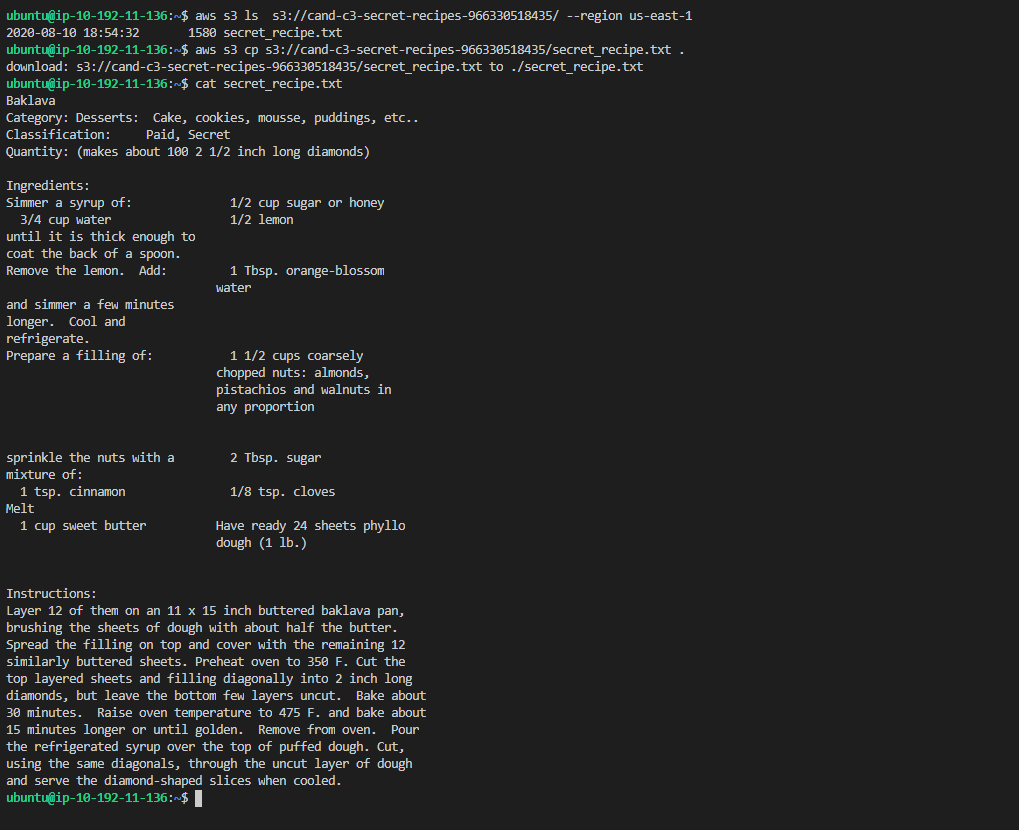 ubuntu@ip-10-192-11-136:~$ aws s3 ls  s3://cand-c3-secret-recipes-966330518435/ --region us-east-1
2020-08-10 18:54:32       1580 secret_recipe.txt
ubuntu@ip-10-192-11-136:~$ aws s3 cp s3://cand-c3-secret-recipes-966330518435/secret_recipe.txt .
download: s3://cand-c3-secret-recipes-966330518435/secret_recipe.txt to ./secret_recipe.txt
ubuntu@ip-10-192-11-136:~$ cat secret_recipe.txt
Baklava
Category: Desserts:  Cake, cookies, mousse, puddings, etc..
Classification:     Paid, Secret
Quantity: (makes about 100 2 1/2 inch long diamonds)

Ingredients:
Simmer a syrup of:              1/2 cup sugar or honey
  3/4 cup water                 1/2 lemon
until it is thick enough to
coat the back of a spoon.
Remove the lemon.  Add:         1 Tbsp. orange-blossom
                              water
and simmer a few minutes
longer.  Cool and
refrigerate.
Prepare a filling of:           1 1/2 cups coarsely
                              chopped nuts: almonds,
                              pistachios and walnuts in
                              any proportion

sprinkle the nuts with a        2 Tbsp. sugar
mixture of:
  1 tsp. cinnamon               1/8 tsp. cloves
Melt
  1 cup sweet butter          Have ready 24 sheets phyllo
                              dough (1 lb.)

Instructions:
Layer 12 of them on an 11 x 15 inch buttered baklava pan,
brushing the sheets of dough with about half the butter.
Spread the filling on top and cover with the remaining 12
similarly buttered sheets. Preheat oven to 350 F. Cut the
top layered sheets and filling diagonally into 2 inch long
diamonds, but leave the bottom few layers uncut.  Bake about
30 minutes.  Raise oven temperature to 475 F. and bake about
15 minutes longer or until golden.  Remove from oven.  Pour
the refrigerated syrup over the top of puffed dough. Cut,
using the same diagonals, through the uncut layer of dough
and serve the diamond-shaped slices when cooled.
ubuntu@ip-10-192-11-136:~$